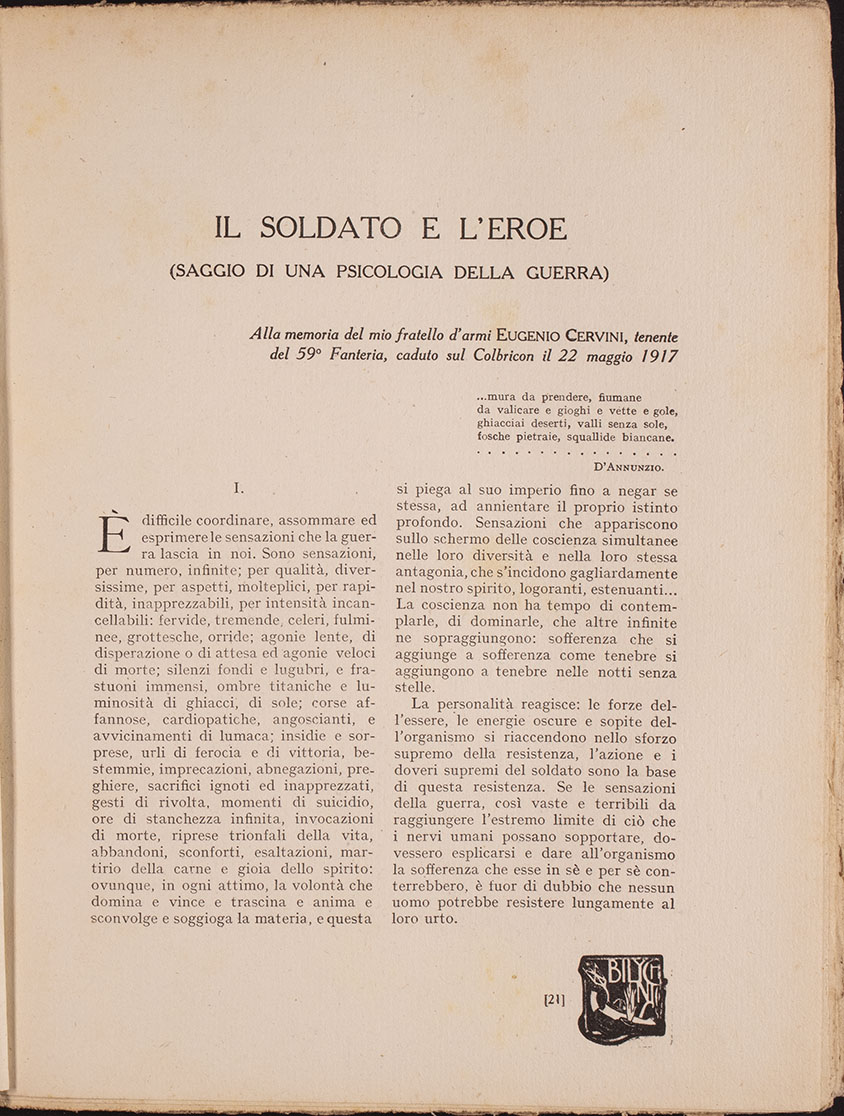 IL SOLDATO E L'EROE
(SAGGIO DI UNA PSICOLOGIA DELLA GUERRA)
Alla memoria del mio fratello d'armi EUGENIO CERVINI, tenente
del 59º Fanteria, caduto sul Colbricon il 22 maggio 1917
...mura da prendere, fiumane
da valicare e gioghi e vette e gole,
ghiacciai deserti, valli senza sole,
fosche pietraie, squallide biancane.
. . . . . . . . . . . . . . .
D'ANNUNZIO.
I.
È difficile coordinare, assommare ed
esprimere le sensazioni che la guer-
ra lascia in noi. Sono sensazioni,
per numero, infinite; per qualità, diver-
sissime, per aspetti, molteplici, per rapi-
dità, inapprezzabili, per intensità incan-
cellabili: fervide, tremende, celeri, fulmi-
nee, grottesche, orride; agonie lente, di
disperazione o di attesa ed agonie veloci
di morte; silenzi fondi e lugubri, e fra-
stuoni immensi, ombre titaniche e lu-
minosità di ghiacci, di sole; corse af-
fannose, cardiopatiche, angoscianti, e
avvicinamenti di lumaca; insidie e sor-
prese, urli di ferocia e di vittoria, be-
stemmie, imprecazioni, abnegazioni, pre-
ghiere, sacrifici ignoti ed inapprezzati,
gesti di rivolta, momenti di suicidio,
ore di stanchezza infinita, invocazioni
di morte, riprese trionfali della vita,
abbandoni, sconforti, esaltazioni, mar-
tirio della carne e gioia dello spirito:
ovunque, in ogni attimo, la volontà che
domina e vince e trascina e anima e
sconvolge e soggioga la materia, e questa
si piega al suo imperio fino a negar se
stessa, ad annientare il proprio istinto
profondo. Sensazioni che appariscono
sullo schermo delle coscienza simultanee
nelle loro diversità e nella loro stessa
antagonia, che s'incidono gagliardamente
nel nostro spirito, logoranti, estenuanti...
La coscienza non ha tempo di contem-
plarle, di dominarle, che altre infinite
ne sopraggiungono: sofferenza che si
aggiunge a sofferenza come tenebre si
aggiungono a tenebre nelle notti senza
stelle.
La personalità reagisce: le forze del-
l'essere, le energie oscure e sopite del-
l'organismo si riaccendono nello sforzo
supremo della resistenza, l'azione e i
doveri supremi del soldato sono la base
di questa resistenza. Se le sensazioni
della guerra, così vaste e terribili da
raggiungere l'estremo limite di ciò che
i nervi umani possano sopportare, do-
vessero esplicarsi e dare all'organismo
la sofferenza che esse in sè e per sè con-
terrebbero, è fuor di dubbio che nessun
uomo potrebbe resistere lungamente al
loro urto.
[21]
BILYCH
NIS